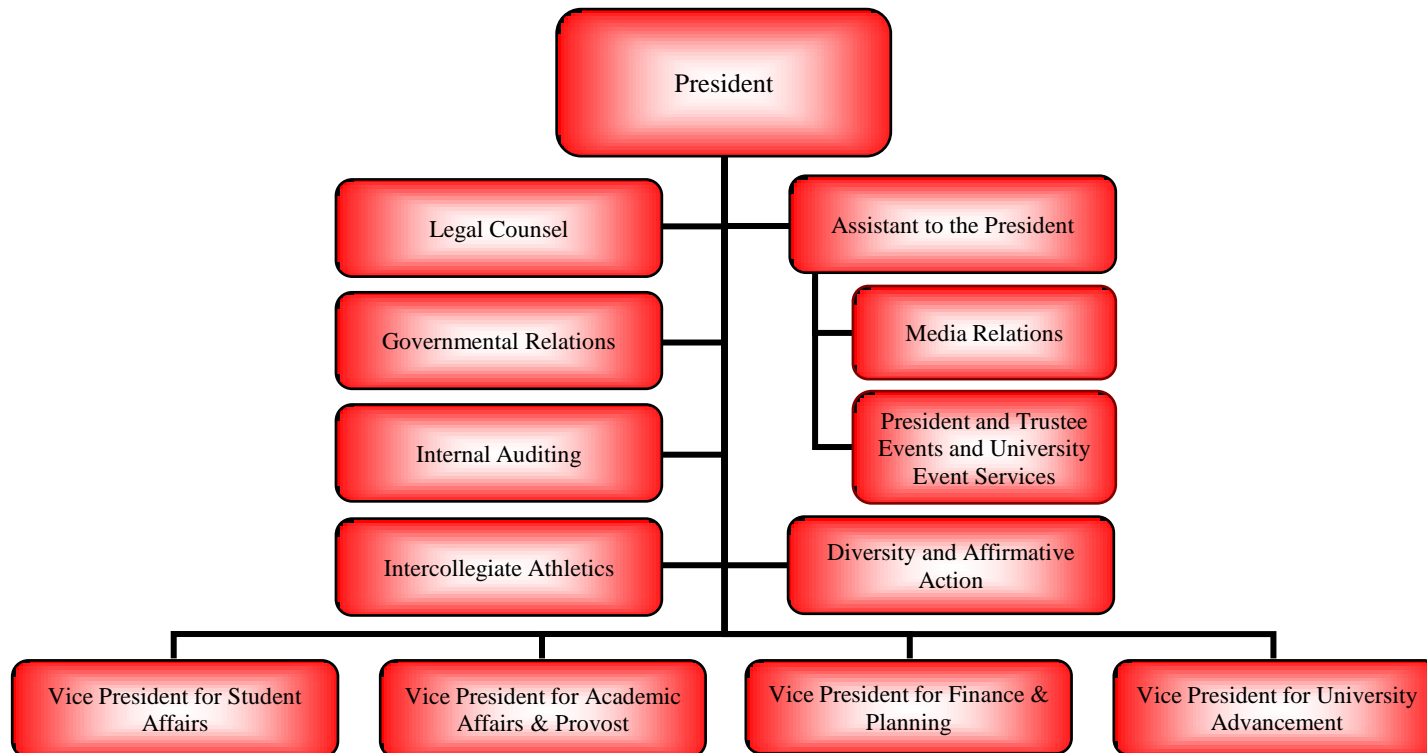 President
Legal Counsel
Assistant to the President
Governmental Relations
Media Relations
Internal Auditing
President and Trustee
Events and University
Event Services
Intercollegiate Athletics
Diversity and Affirmative
Action
Vice President for Student
Affairs
Vice President for Academic
Affairs & Provost
Vice President for Finance &
Planning
Vice President for University
Advancement